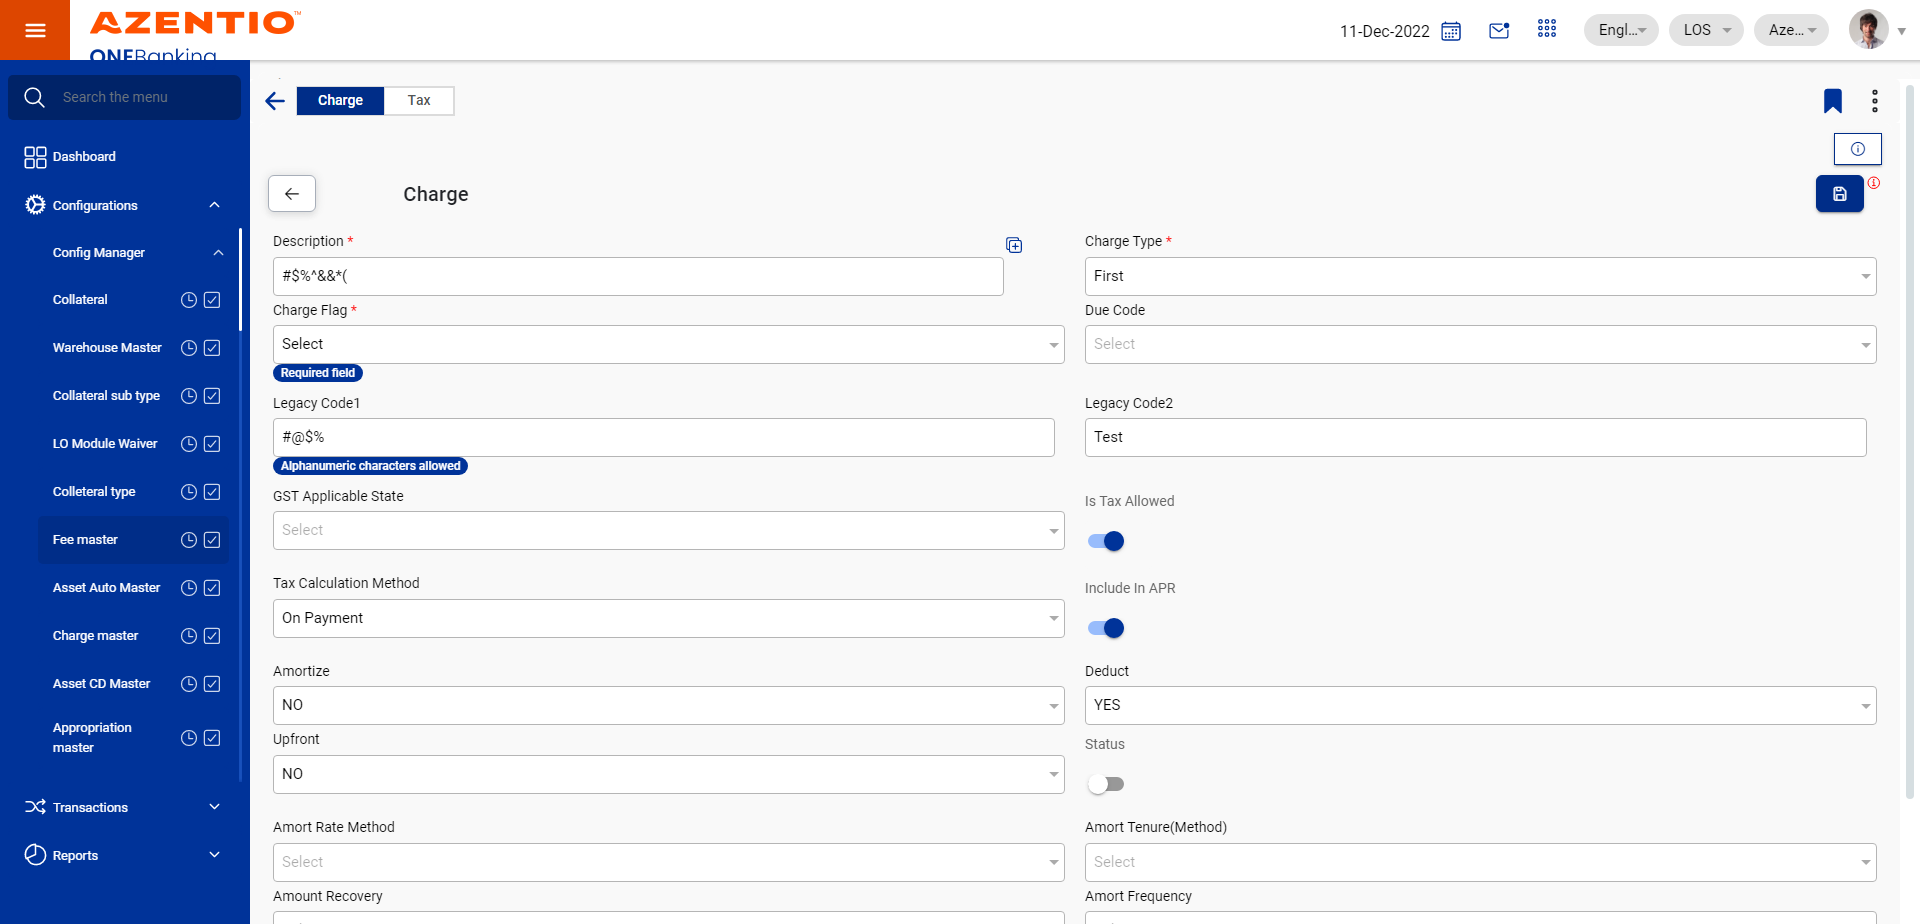 AZENTIO™
ONEBanking
11-Dec-2022
Engl...
LOS
Aze...
Search the menu
Dashboard
Configurations
Config Manager
Collateral
Warehouse Master
Collateral sub type
LO Module Waiver
Colleteral type
Fee master
Asset Auto Master
Charge master
Asset CD Master
Appropriation
master
Transactions
Reports
Charge
Tax
Charge
Description *
#$%^&&*(
Charge Type *
First
Charge Flag *
Select
Required field
Due Code
Select
Legacy Code1
#@$%
Alphanumeric characters allowed
Legacy Code2
Test
GST Applicable State
Select
Is Tax Allowed
Tax Calculation Method
On Payment
Include In APR
Amortize
NO
Deduct
YES
Upfront
NO
Status
Amort Rate Method
Select
Amort Tenure(Method)
Select
Amount Recovery
Amort Frequency